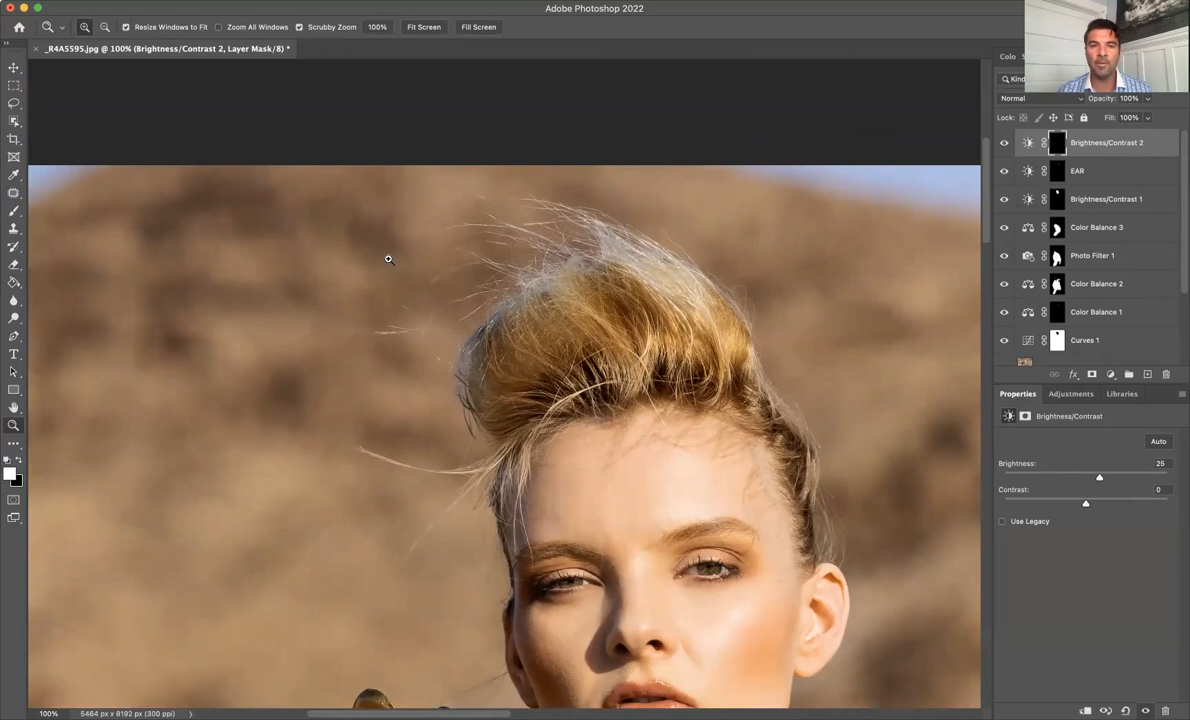 Adobe Photoshop 2022
Resize Windows to Fit Zoom All Windows Scrubby Zoom 100% Fit Screen Fill Screen
_R4A5595.jpg @ 100% (Brightness/Contrast 2, Layer Mask/8) *
Colo
Kind
Normal Opacity: 100%
Lock: Fill: 100%
Brightness/Contrast 2
EAR
Brightness/Contrast 1
Color Balance 3
Photo Filter 1
Color Balance 2
Color Balance 1
Curves 1
fx
Properties Adjustments Libraries
Brightness/Contrast
Auto
Brightness: 25
Contrast: 0
Use Legacy
100% 5464 px x 8192 px (300 ppi)